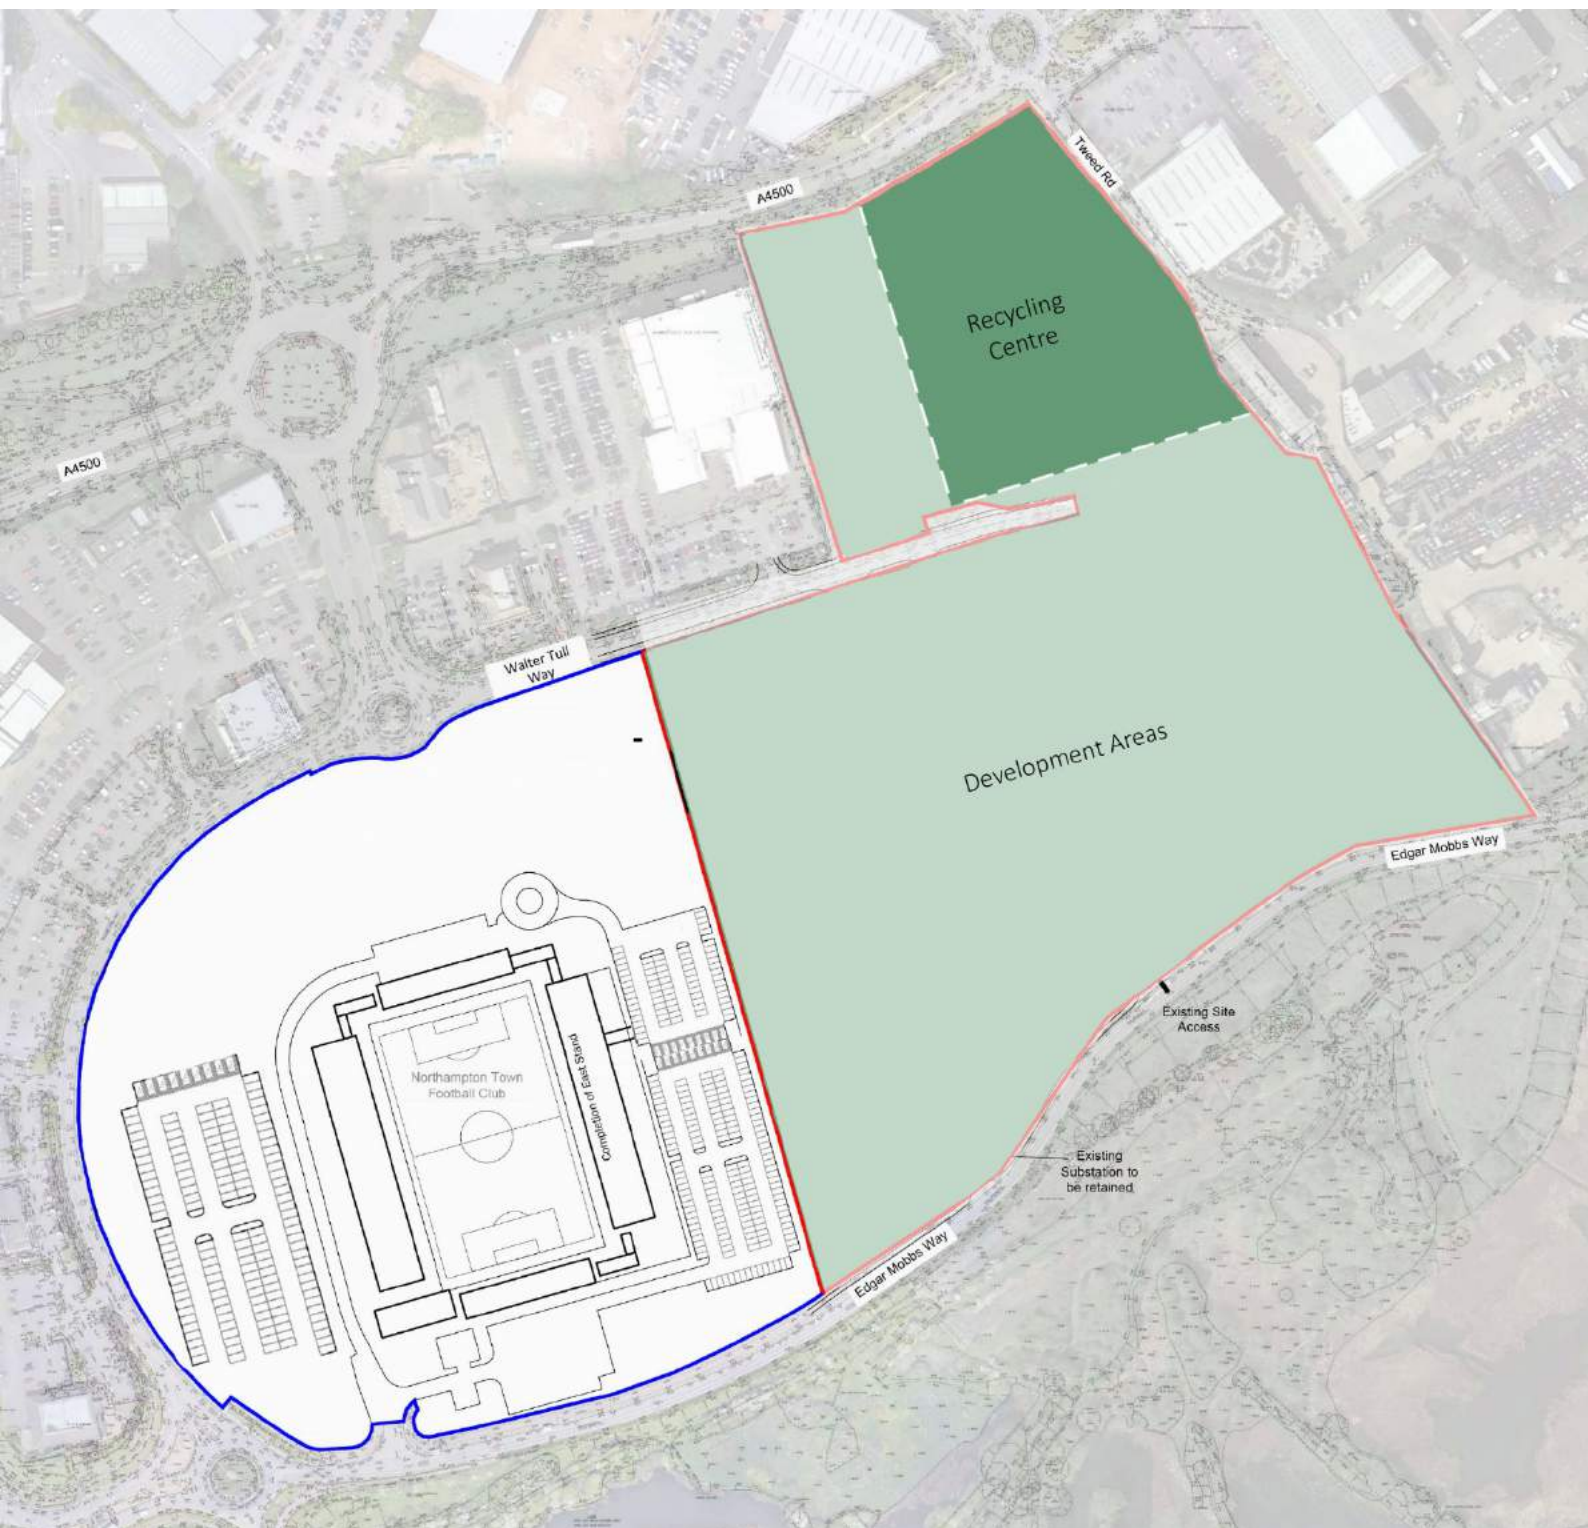 A4500
Tweed Rd
Recycling
Centre
A4500
Walter Tull
Way
Development Areas
Edgar Mobbs Way
Existing Site
Access
Northampton Town
Football Club
Completion of East Stand
Existing
Substation to
be retained
Edgar Mobbs Way